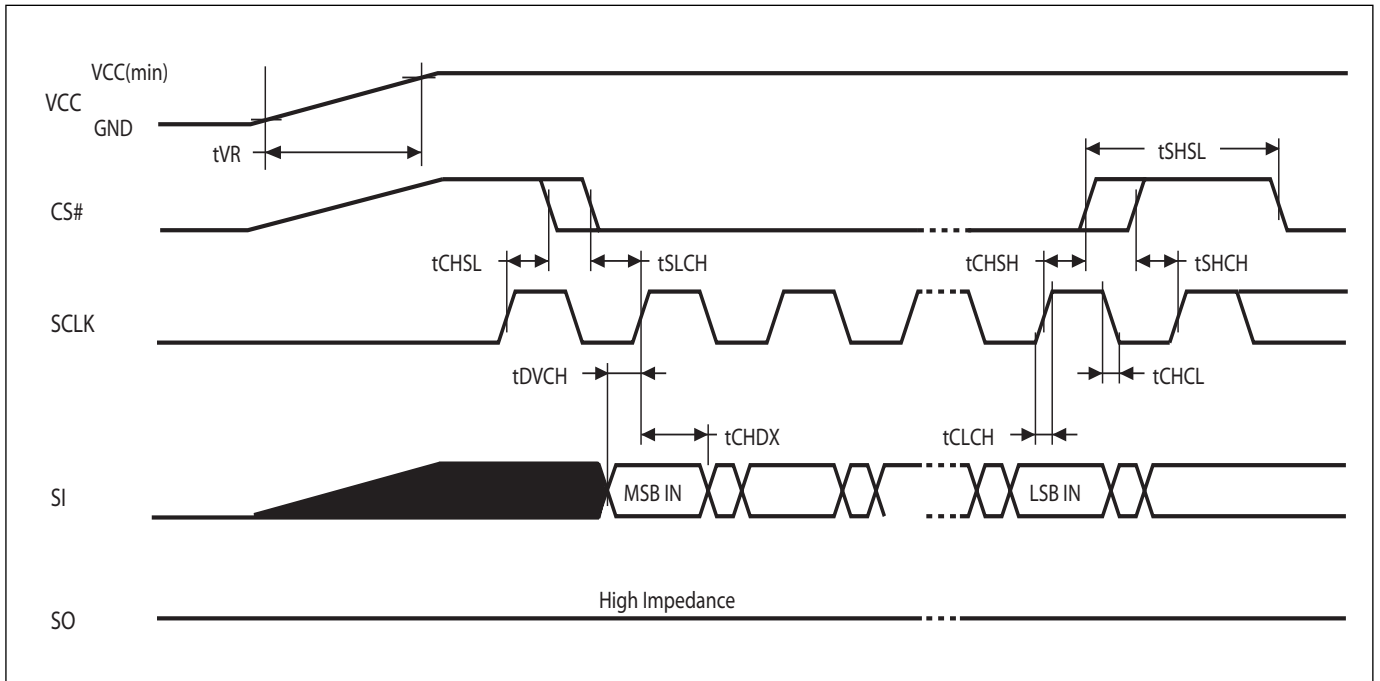 VCC(min)
VCC
GND
tVR
tSHSL
CS#
tCHSL
tSLCH
tCHSH
tSHCH
SCLK
tDVCH
tCHCL
tCHDX
tCLCH
SI
MSB IN
LSB IN
High Impedance
SO